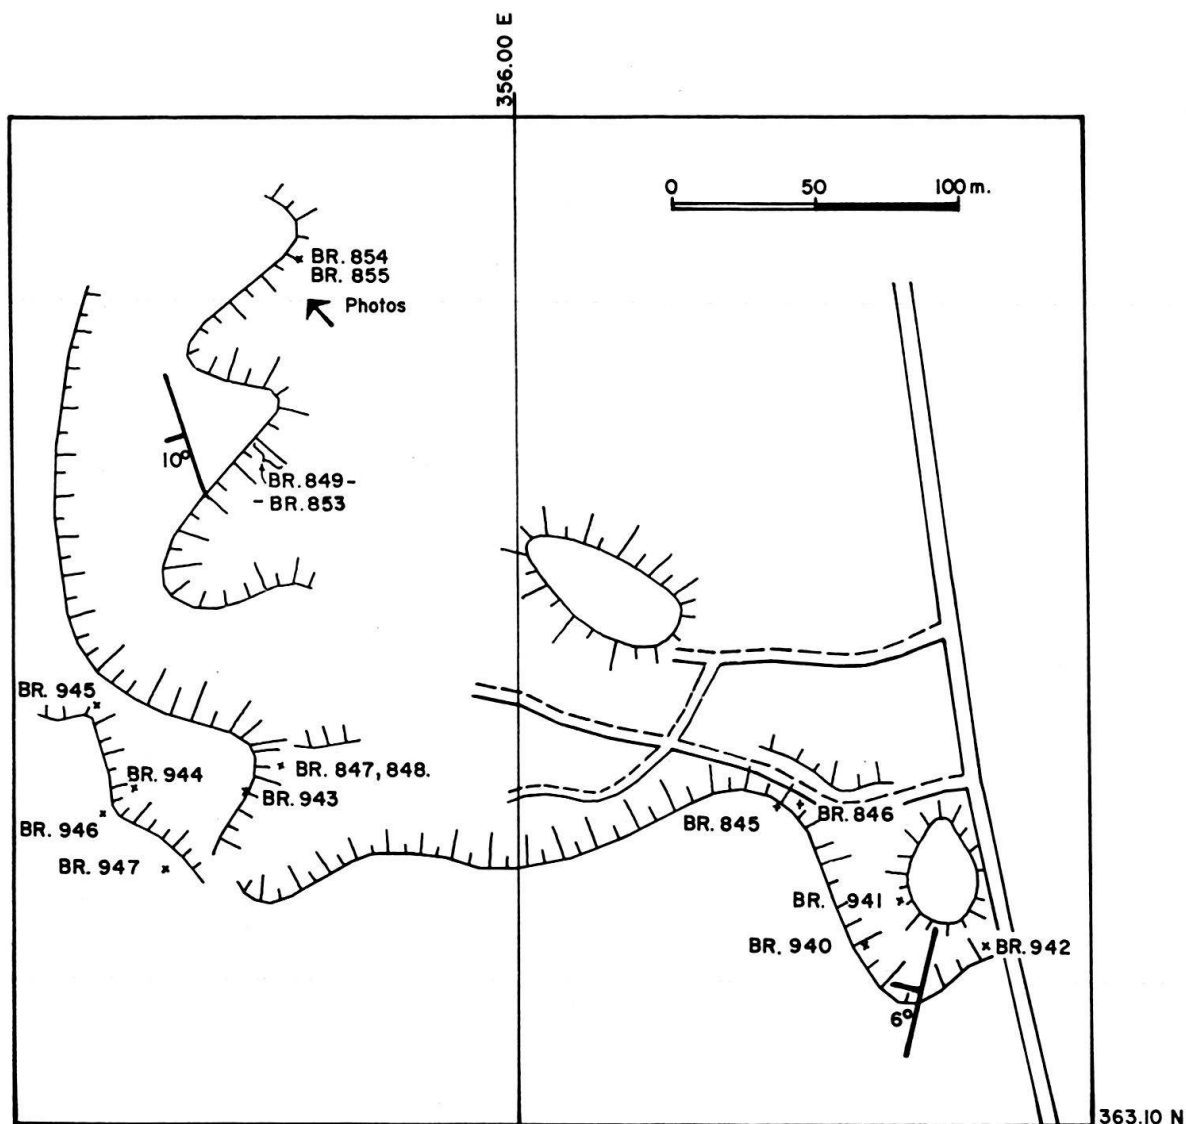 356.00 E
0 50 100 m.
BR. 854
BR. 855
Photos
10°
BR. 849-
- BR. 853
BR. 945
BR. 944
BR. 847, 848.
BR. 943
BR. 946
BR. 845
BR. 846
BR. 947
BR. 941
BR. 940
BR. 942
6°
363.10 N